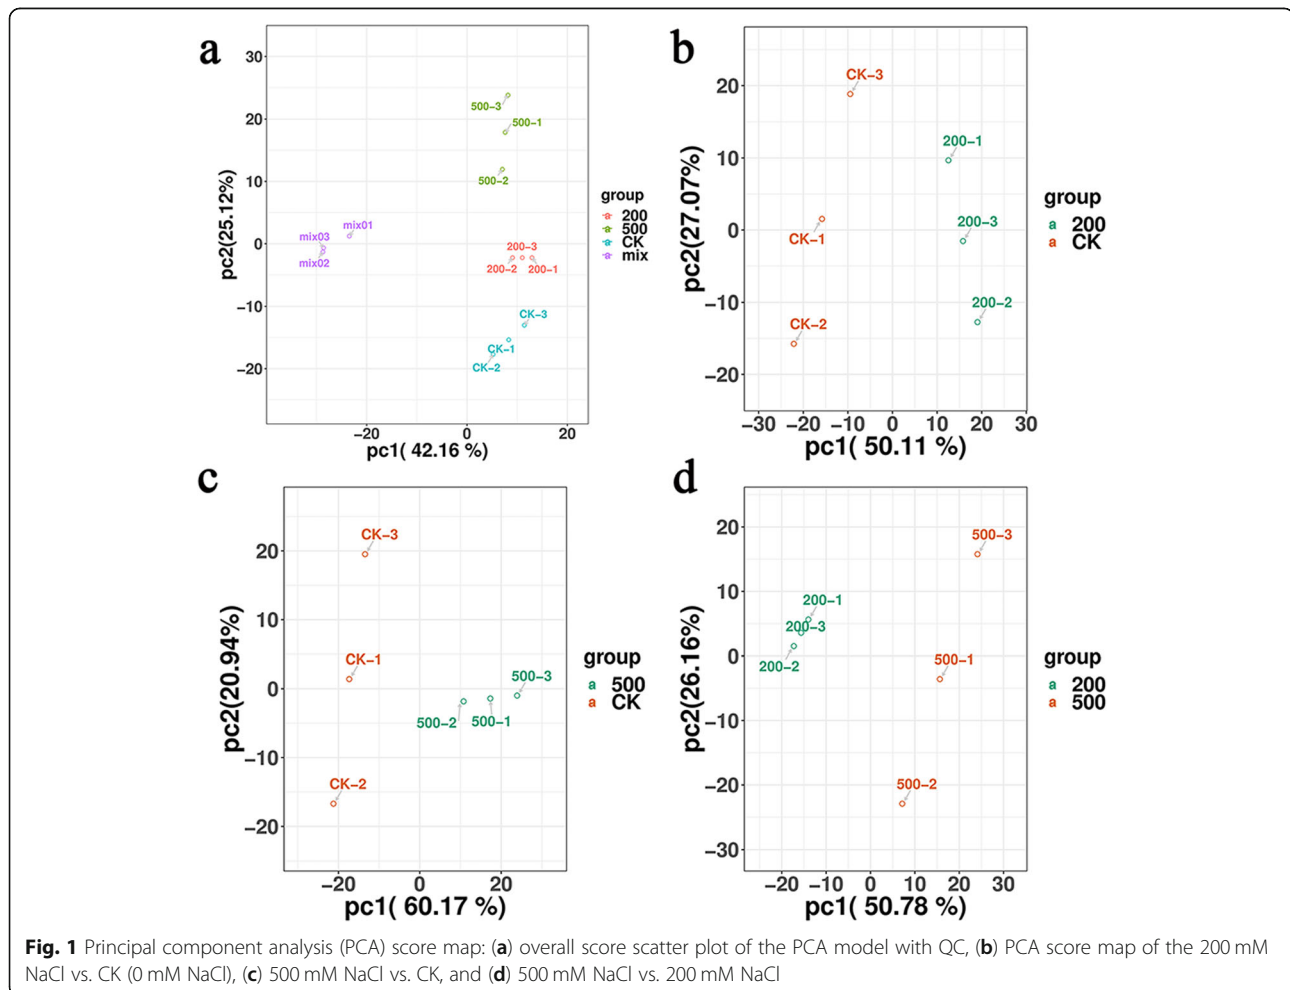 a
30
20
10
0
−10
−20
pc2(25.12%)
500−3
500−1
500−2
mix01
mix03
mix02
200−3
200−2
200−1
CK−3
CK−1
CK−2
−20
0
20
pc1( 42.16 %)
group
a 200
a 500
a CK
a mix
b
20
10
0
−10
−20
pc2(27.07%)
CK−3
200−1
200−3
CK−1
200−2
CK−2
−30
−20
−10
0
10
20
30
pc1( 50.11 %)
group
a 200
a CK
c
20
10
0
−10
−20
pc2(20.94%)
CK−3
CK−1
500−3
500−2
500−1
CK−2
−20
0
20
pc1( 60.17 %)
group
a 500
a CK
d
20
10
0
−10
−20
−30
pc2(26.16%)
500−3
200−1
200−3
200−2
500−1
500−2
−20
−10
0
10
20
30
pc1( 50.78 %)
group
a 200
a 500
Fig. 1 Principal component analysis (PCA) score map: (a) overall score scatter plot of the PCA model with QC, (b) PCA score map of the 200 mM
NaCl vs. CK (0 mM NaCl), (c) 500 mM NaCl vs. CK, and (d) 500 mM NaCl vs. 200 mM NaCl